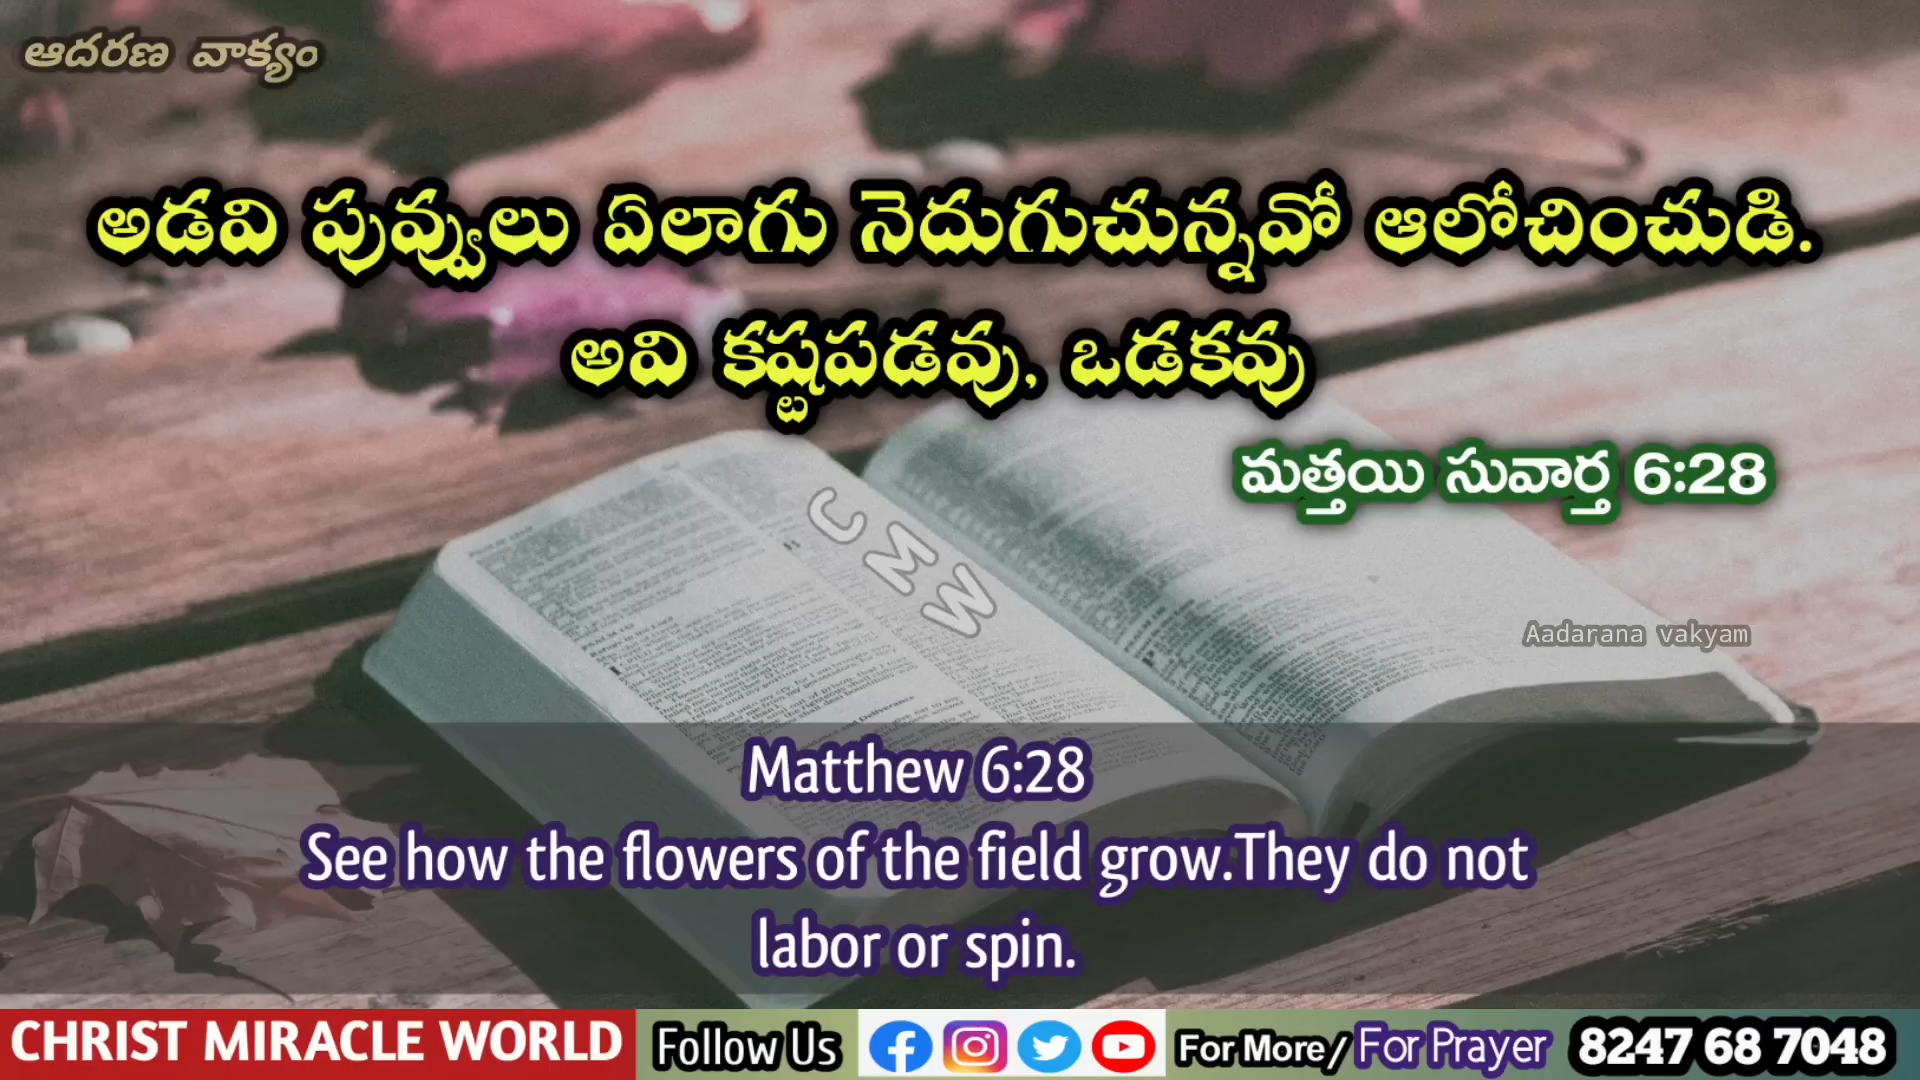 ఆదరణ వాక్యం
అడవి పువ్వులు ఏలాగు నెదుగుచున్నవో ఆలోచించుడి.
అవి కష్టపడవు, ఒడకవు
మత్తయి సువార్త 6:28
CMW
Aadarana vakyam
Matthew 6:28
See how the flowers of the field grow.They do not
labor or spin.
CHRIST MIRACLE WORLD Follow Us For More/For Prayer 8247 68 7048